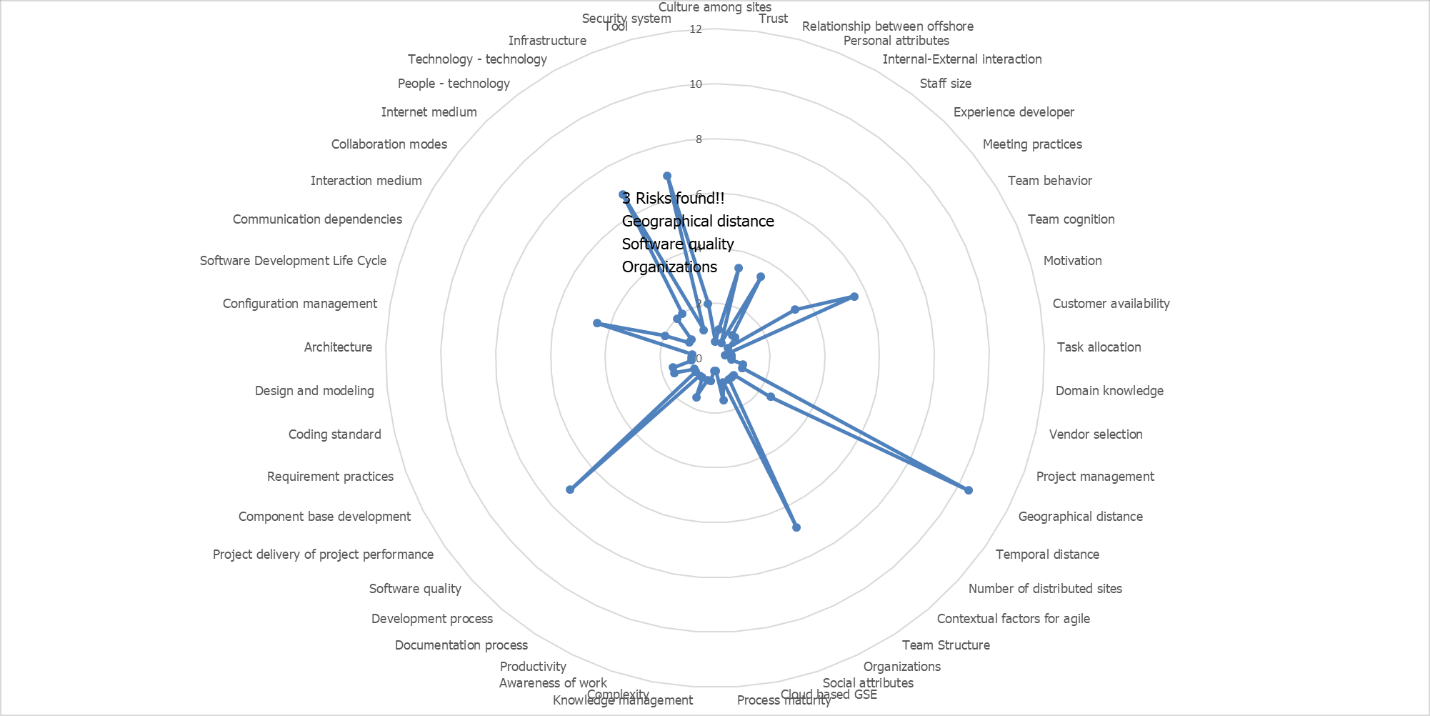 Culture among sites
Security system
Trust
Tool
Relationship between offshore
12
Infrastructure
Personal attributes
Technology - technology
Internal-External interaction
People - technology
10
Staff size
Internet medium
Experience developer
Collaboration modes
8
Meeting practices
Interaction medium
Team behavior
6
3 Risks found!!
Communication dependencies
Geographical distance
Team cognition
Software quality
Software Development Life Cycle
Organizations
Motivation
Configuration management
2
Customer availability
Architecture
Task allocation
0
Design and modeling
Domain knowledge
Coding standard
Vendor selection
Requirement practices
Project management
Component base development
Geographical distance
Project delivery of project performance
Temporal distance
Software quality
Number of distributed sites
Development process
Contextual factors for agile
Documentation process
Team Structure
Productivity
Organizations
Awareness of work
Social attributes
Complexity
Cloud based GSE
Knowledge management
Process maturity